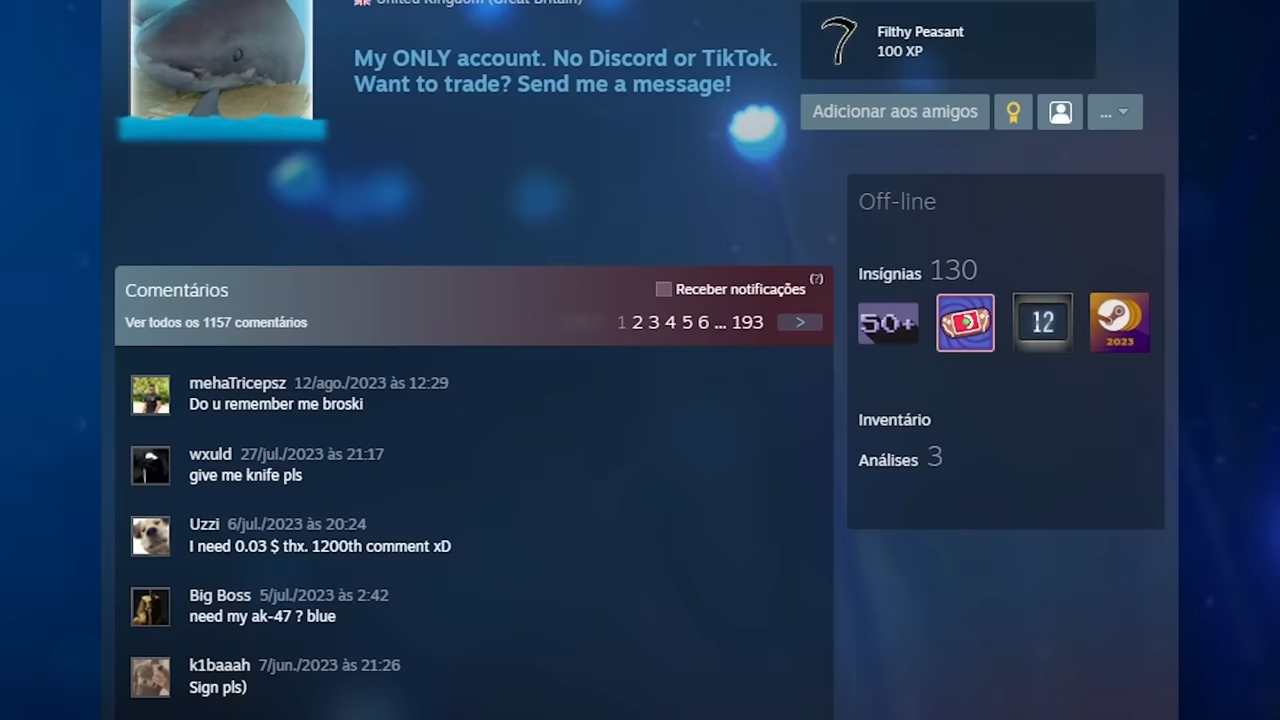 United Kingdom (Great Britain)
My ONLY account. No Discord or TikTok.
Want to trade? Send me a message!
Filthy Peasant
100 XP
Adicionar aos amigos
...
Off-line
Insígnias 130
50+
12
2023
Inventário
Análises 3
Comentários
Receber notificações (?)
Ver todos os 1157 comentários
1 2 3 4 5 6 ... 193 >
mehaTricepsz 12/ago./2023 às 12:29
Do u remember me broski
wxuld 27/jul./2023 às 21:17
give me knife pls
Uzzi 6/jul./2023 às 20:24
I need 0.03 $ thx. 1200th comment xD
Big Boss 5/jul./2023 às 2:42
need my ak-47 ? blue
k1baaah 7/jun./2023 às 21:26
Sign pls)